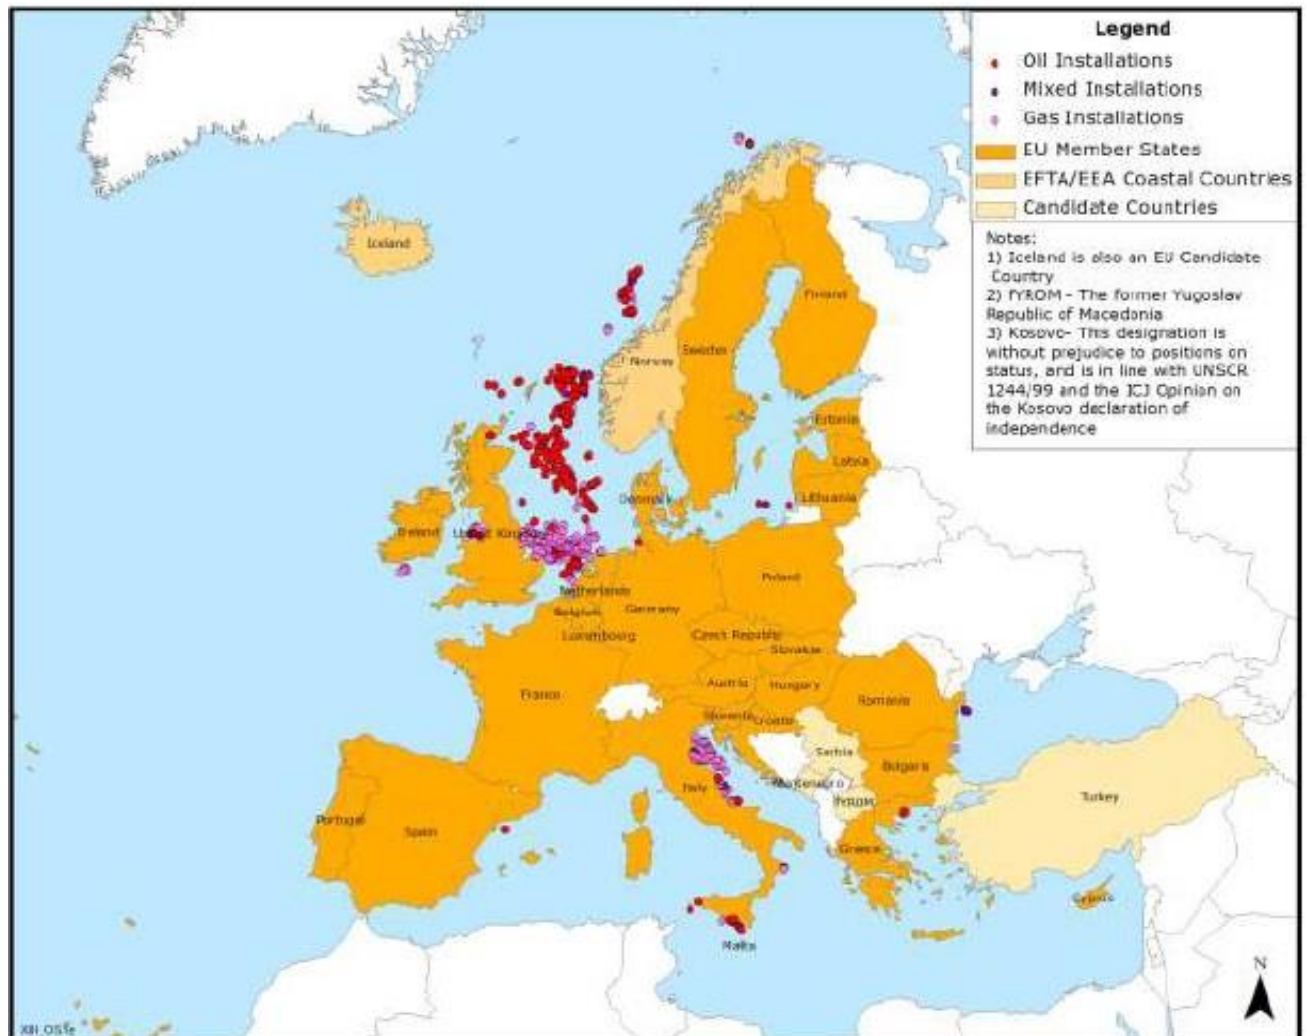 Legend
Oil Installations
Mixed Installations
Gas Installations
EU Member States
EFTA/EEA Coastal Countries
Candidate Countries
Notes:
1) Iceland is also an EU Candidate
Country
2) fYROM - The former Yugoslav
Republic of Macedonia
3) Kosovo- This designation is
without prejudice to positions on
status, and is in line with UNSCR
1244/99 and the ICJ Opinion on
the Kosovo declaration of
independence
Iceland
Finland
Norway
Sweden
Estonia
Latvia
Lithuania
Denmark
Ireland
United Kingdom
Poland
Netherlands
Belgium
Germany
Luxembourg
Czech Republic
Slovakia
Austria
Hungary
France
Romania
Slovenia
Croatia
Serbia
Bulgaria
Italy
Montenegro
fYROM
Turkey
Portugal
Spain
Greece
Cyprus
Malta
N